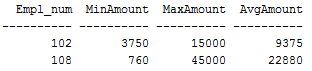 Empl_num MinAmount MaxAmount AvgAmount
---------- ---------- ---------- ----------
102 3750 15000 9375
108 760 45000 22880